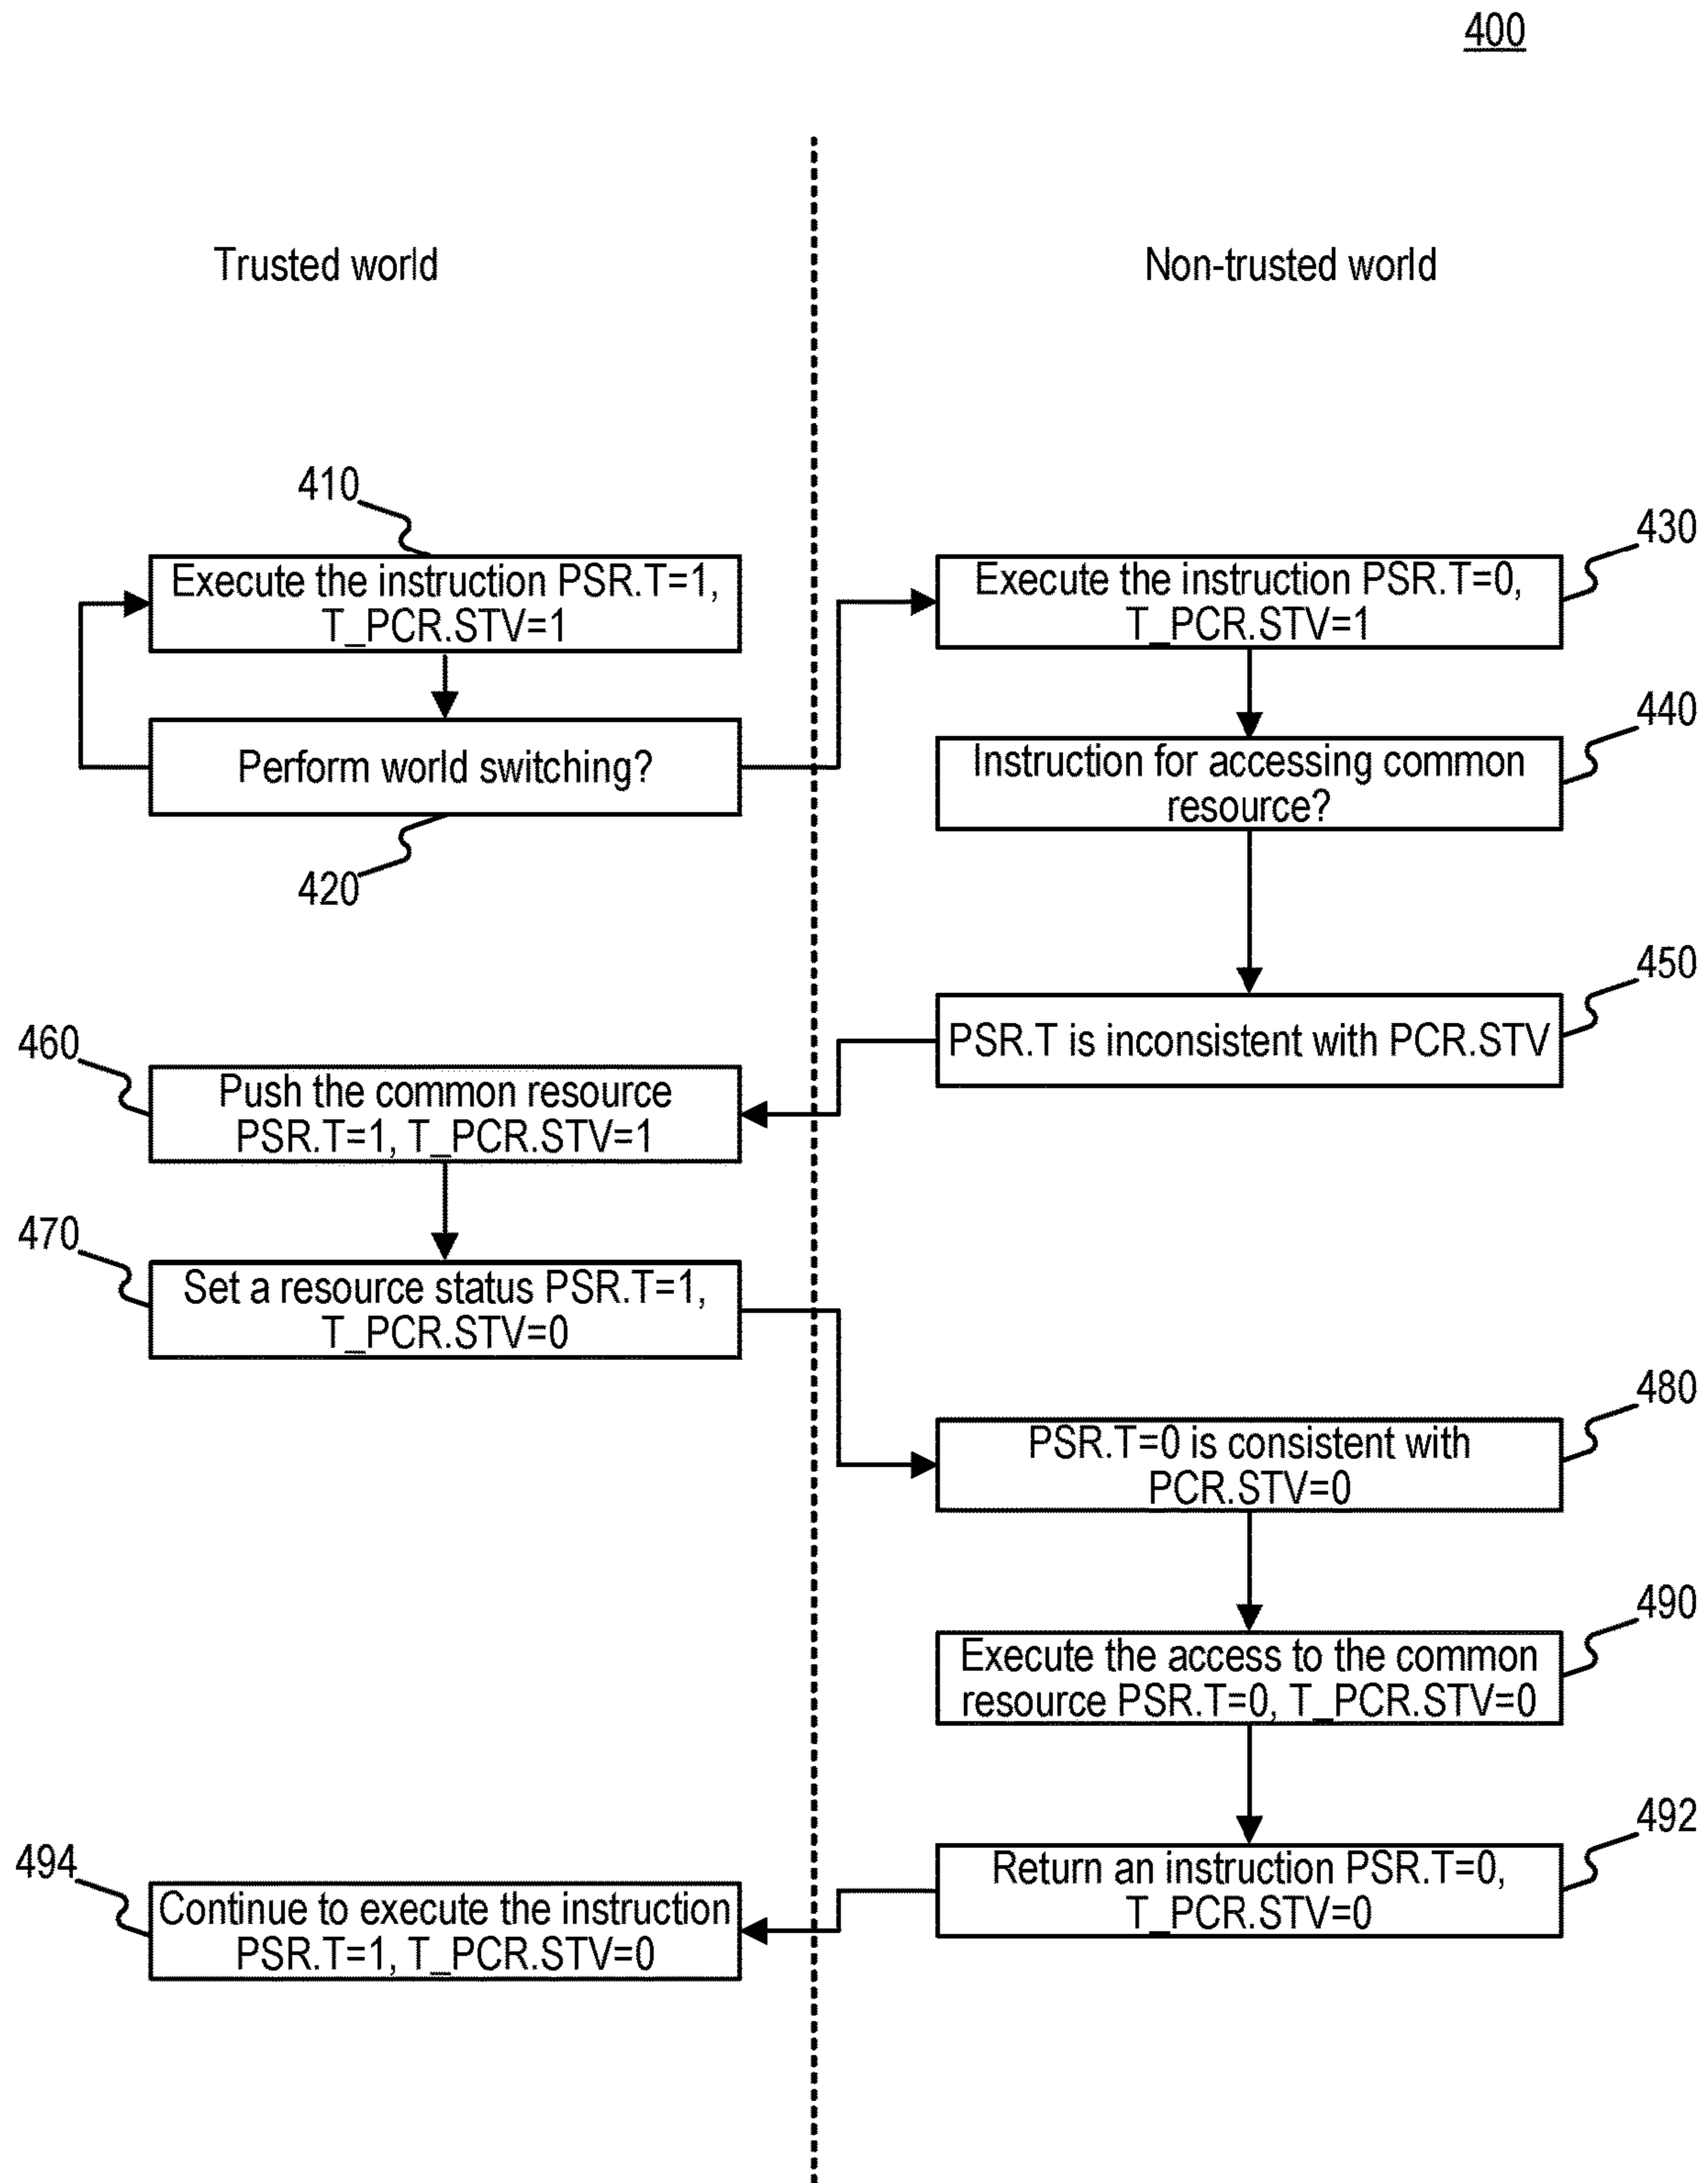 400
Trusted world
Non-trusted world
410
Execute the instruction PSR.T=1,
T_PCR.STV=1
Perform world switching?
420
430
Execute the instruction PSR.T=0,
T_PCR.STV=1
440
Instruction for accessing common
resource?
450
PSR.T is inconsistent with PCR.STV
460
Push the common resource
PSR.T=1, T_PCR.STV=1
470
Set a resource status PSR.T=1,
T_PCR.STV=0
480
PSR.T=0 is consistent with
PCR.STV=0
490
Execute the access to the common
resource PSR.T=0, T_PCR.STV=0
492
Return an instruction PSR.T=0,
T_PCR.STV=0
494
Continue to execute the instruction
PSR.T=1, T_PCR.STV=0